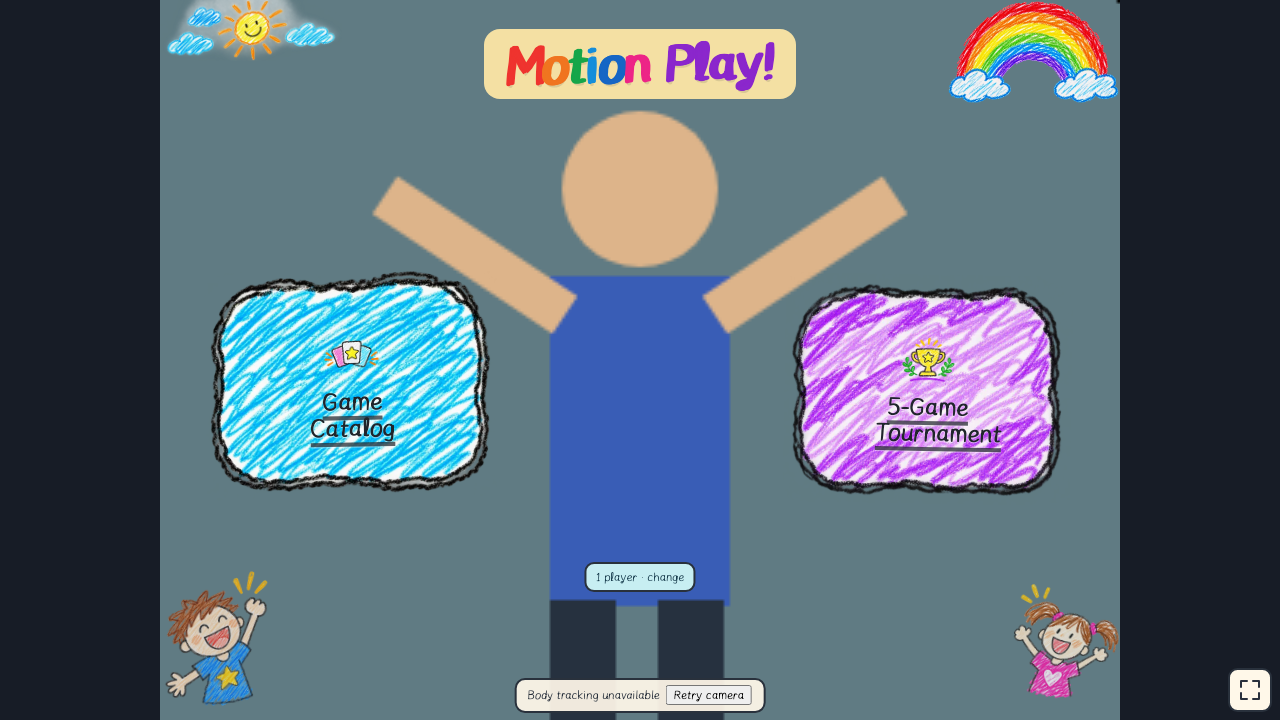 Motion Play!
Game
Catalog
5-Game
Tournament
1 player · change
Body tracking unavailable Retry camera